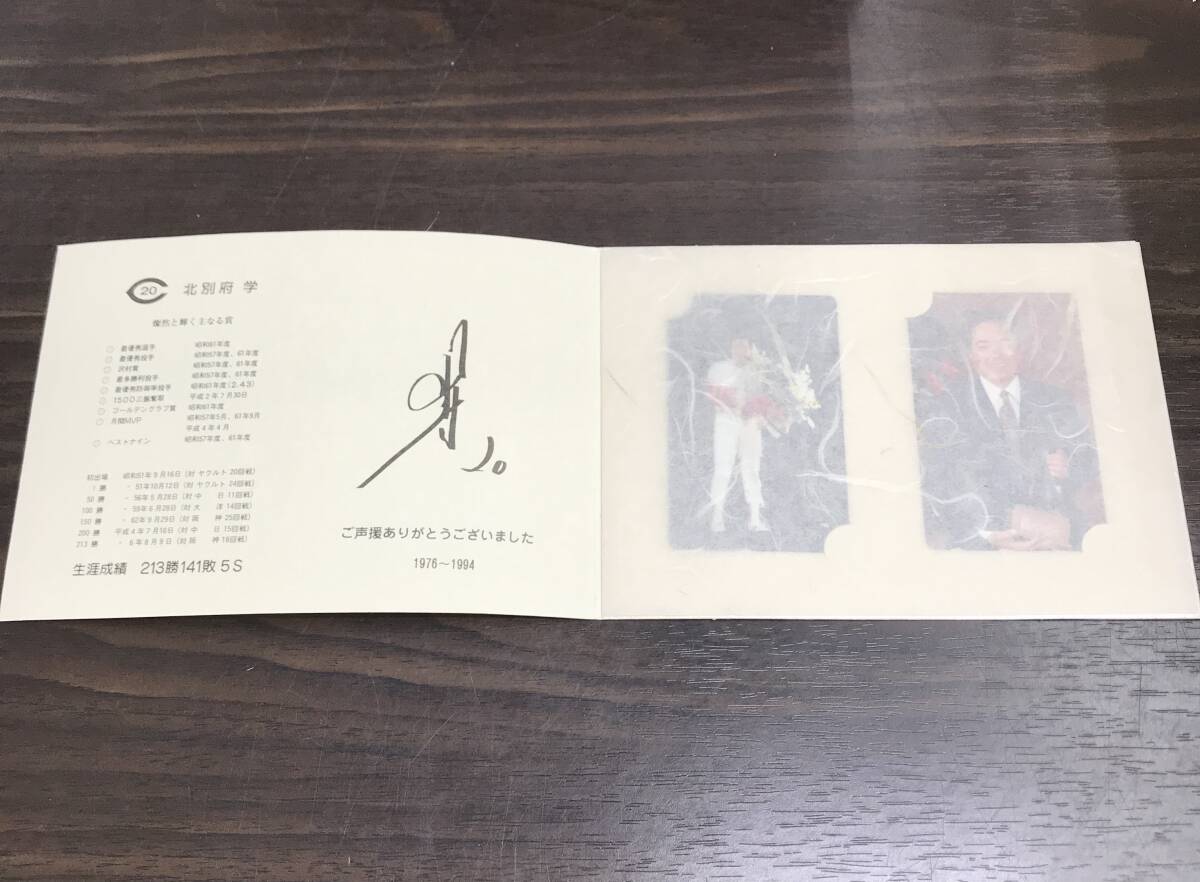 20 北別府 学
燦然と輝く主なる賞
○ 最優秀選手 昭和61年度
○ 最優秀投手 昭和57年度、61年度
○ 沢村賞 昭和57年度、61年度
○ 最多勝利投手 昭和57年度、61年度
○ 最優秀防御率投手 昭和61年度(2.43)
○ 1500三振奪取 平成2年7月30日
○ ゴールデングラブ賞 昭和61年度
○ 月間MVP 昭和57年5月、61年9月
平成4年4月
○ ベストナイン 昭和57年度、61年度
初出場 昭和51年9月16日(対 ヤクルト 20回戦)
1勝 〃 51年10月12日(対 ヤクルト 24回戦)
50勝 〃 56年5月28日(対 中 日 11回戦)
100勝 〃 59年6月28日(対 大 洋 14回戦)
150勝 〃 62年9月29日(対 阪 神 25回戦)
200勝 平成4年7月16日(対 中 日 15回戦)
213勝 〃 6年8月9日(対 阪 神 18回戦)
生涯成績 213勝141敗5S
20
ご声援ありがとうございました
1976〜1994